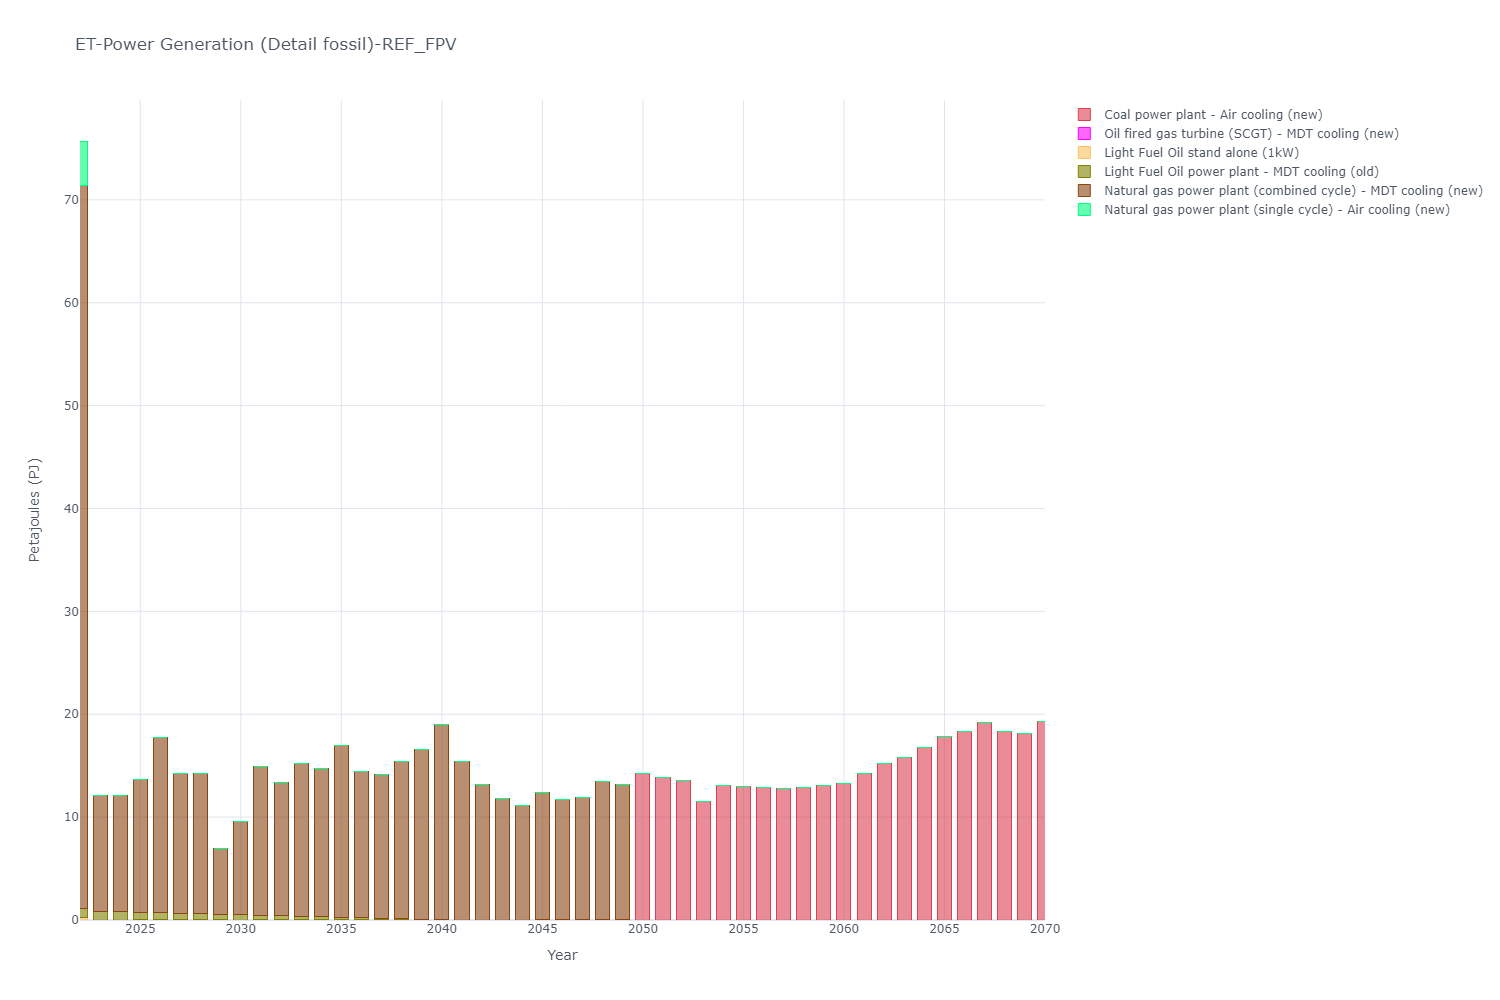 ET-Power Generation (Detail fossil)-REF_FPV
Coal power plant - Air cooling (new)
Oil fired gas turbine (SCGT) - MDT cooling (new)
Light Fuel Oil stand alone (1kW)
Light Fuel Oil power plant - MDT cooling (old)
Natural gas power plant (combined cycle) - MDT cooling (new)
Natural gas power plant (single cycle) - Air cooling (new)
70
60
50
40
30
20
10
0
Petajoules (PJ)
2025 2030 2035 2040 2045 2050 2055 2060 2065 2070
Year